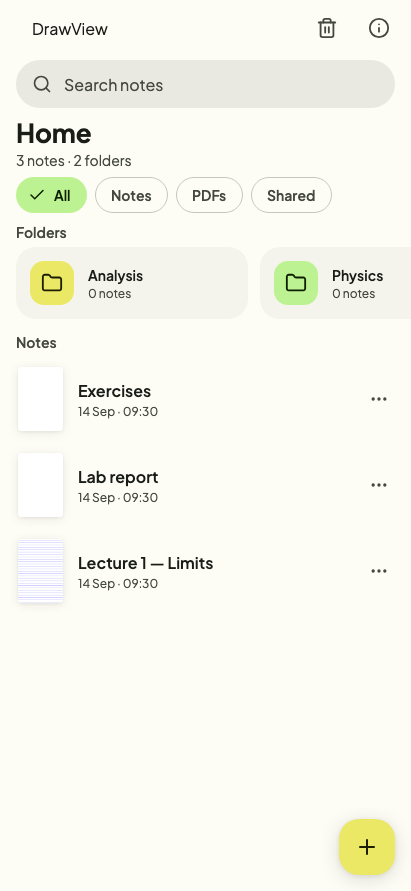 DrawView
Search notes
Home
3 notes · 2 folders
All
Notes
PDFs
Shared
Folders
Analysis
0 notes
Physics
0 notes
Notes
Exercises
14 Sep · 09:30
Lab report
14 Sep · 09:30
Lecture 1 — Limits
14 Sep · 09:30